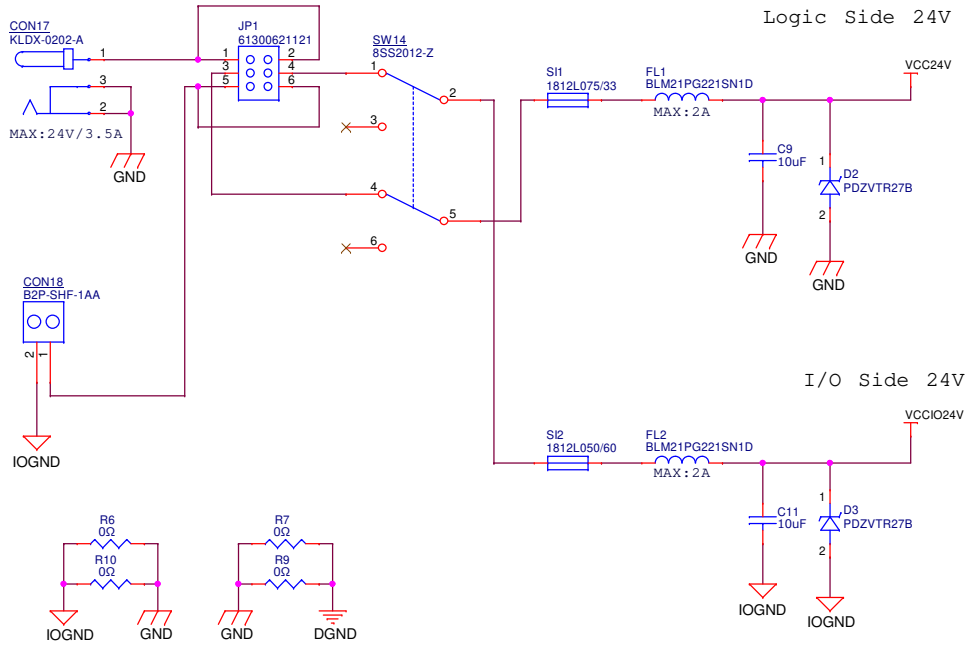 Logic Side 24V
CON17
KLDX-0202-A
1
3
2
MAX:24V/3.5A
GND
JP1
61300621121
1 2
3 4
5 6
SW14
8SS2012-Z
1
2
3
4
5
6
SI1
1812L075/33
FL1
BLM21PG221SN1D
MAX:2A
VCC24V
C9
10uF
1
D2
PDZVTR27B
2
GND
GND
CON18
B2P-SHF-1AA
2 1
IOGND
I/O Side 24V
VCCIO24V
SI2
1812L050/60
FL2
BLM21PG221SN1D
MAX:2A
C11
10uF
1
D3
PDZVTR27B
2
IOGND
IOGND
R6
0Ω
R10
0Ω
IOGND
GND
R7
0Ω
R9
0Ω
GND
DGND